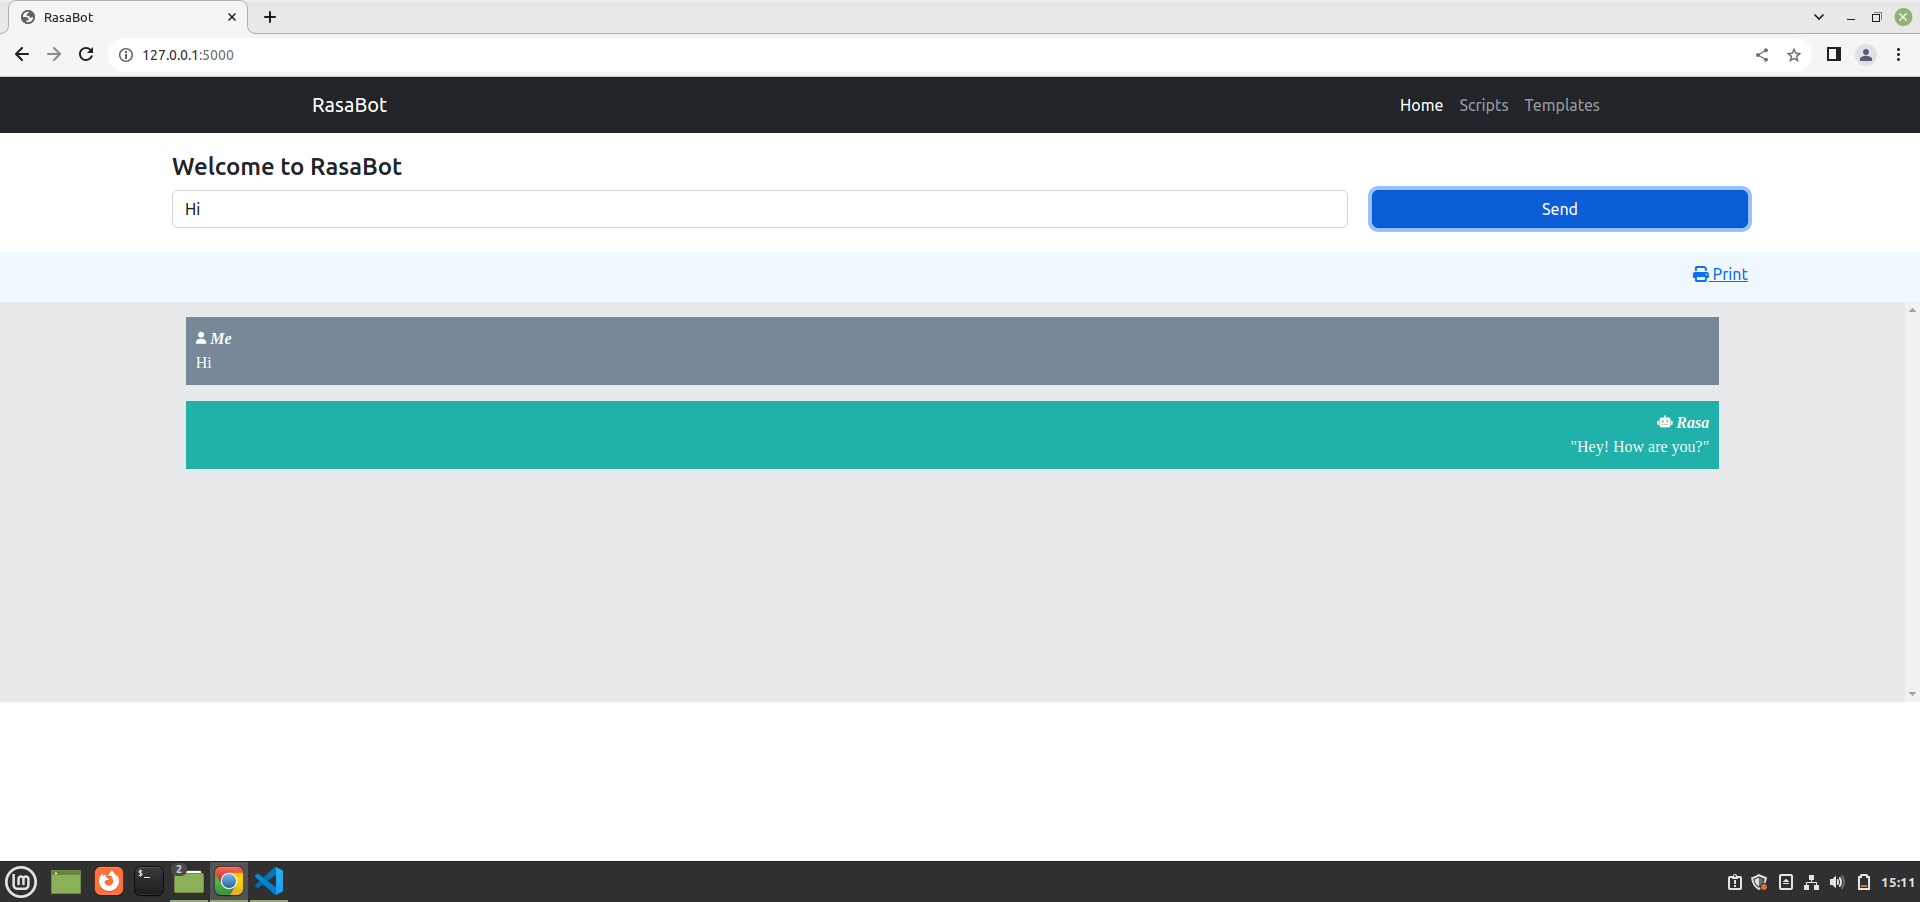 RasaBot
127.0.0.1:5000
RasaBot
Home Scripts Templates
Welcome to RasaBot
Hi
Send
Print
Me
Hi
Rasa
"Hey! How are you?"
2
$_
15:11